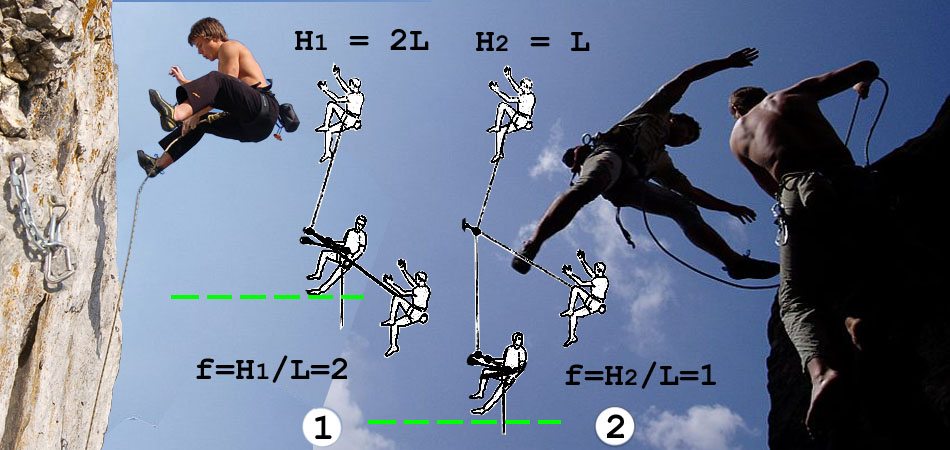 H1 = 2L
H2 = L
f=H1/L=2
f=H2/L=1
1
2